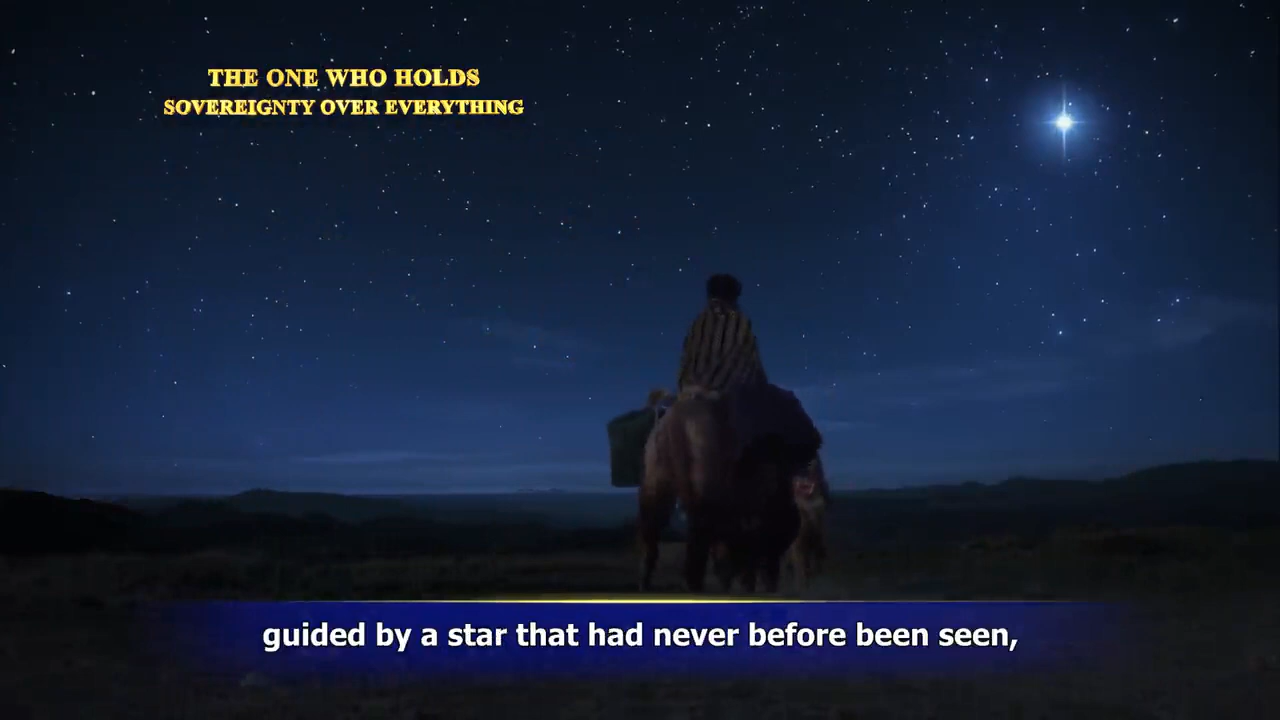 THE ONE WHO HOLDS
SOVEREIGNTY OVER EVERYTHING
guided by a star that had never before been seen,